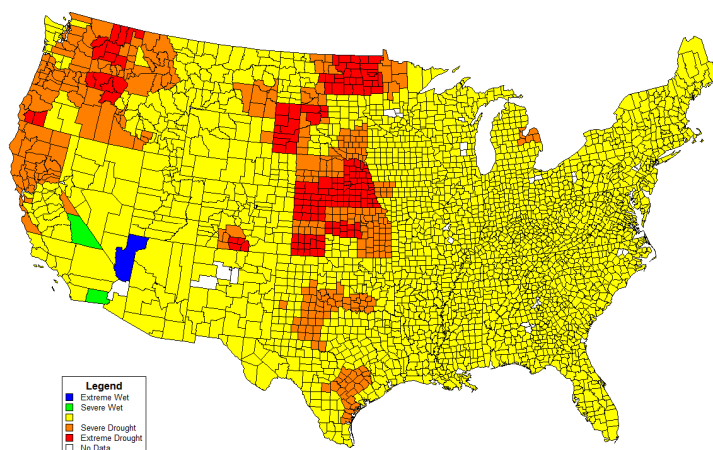 Legend
Extreme Wet
Severe Wet
Severe Drought
Extreme Drought
No Data